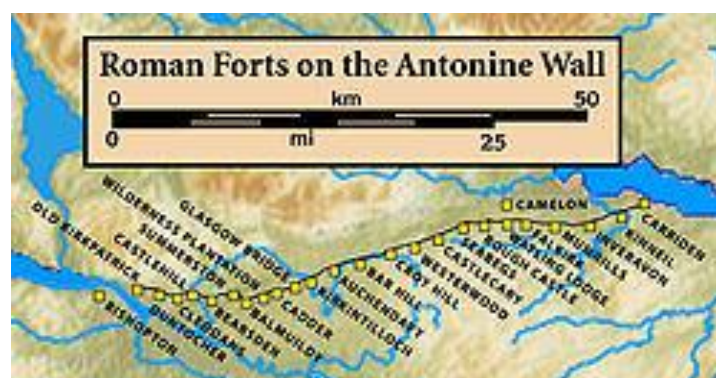 Roman Forts on the Antonine Wall
0 km 50
0 mi 25
CAMELON
OLD KIRKPATRICK
WILDERNESS PLANTATION
GLASGOW BRIDGE
CASTLEHILL
SUMMERSTON
BISHOPTON
DUNTOCHER
CLEDDANS
BEARSDEN
BALMUILDY
CADDER
KIRKINTILLOCH
AUCHENDAVY
BAR HILL
CROY HILL
WESTERWOOD
CASTLECARY
SEABEGS
ROUGH CASTLE
WATLING LODGE
FALKIRK
MUMRILLS
INVERAVON
KINNEIL
CARRIDEN